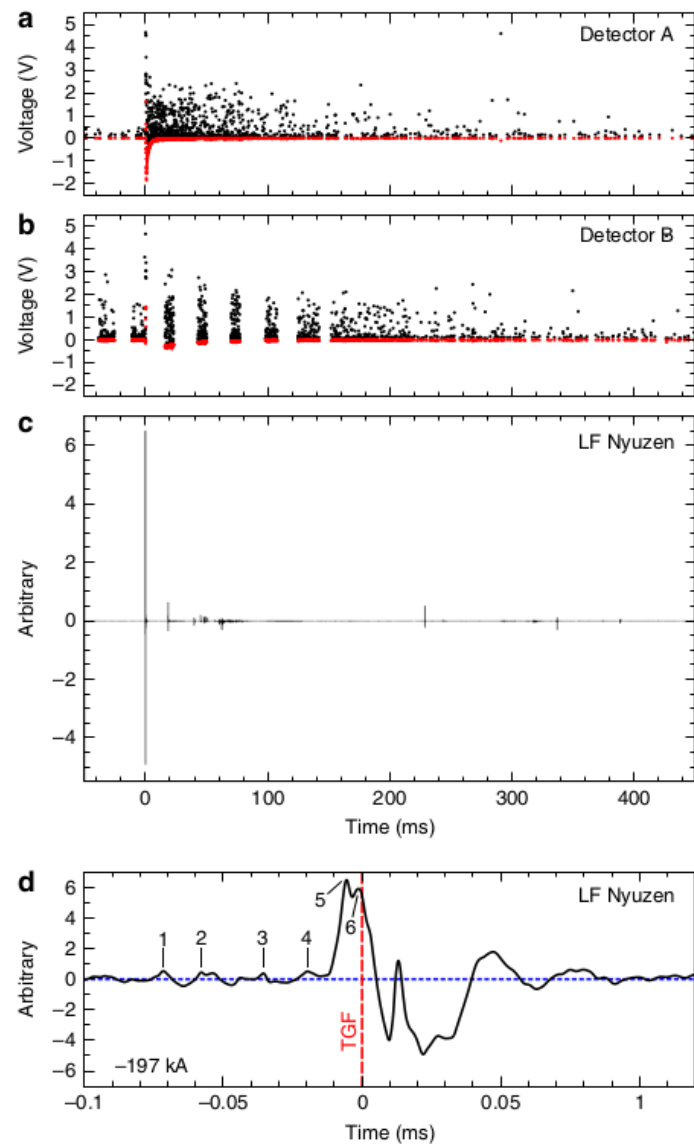 a
Detector A
Voltage (V)
5
4
3
2
1
0
−1
−2
b
Detector B
Voltage (V)
5
4
3
2
1
0
−1
−2
c
LF Nyuzen
Arbitrary
6
4
2
0
−2
−4
0 100 200 300 400
Time (ms)
d
LF Nyuzen
Arbitrary
6
4
2
0
−2
−4
−6
1 2 3 4 5 6
TGF
−197 kA
−0.1 −0.05 0 0.05 0.1
Time (ms)